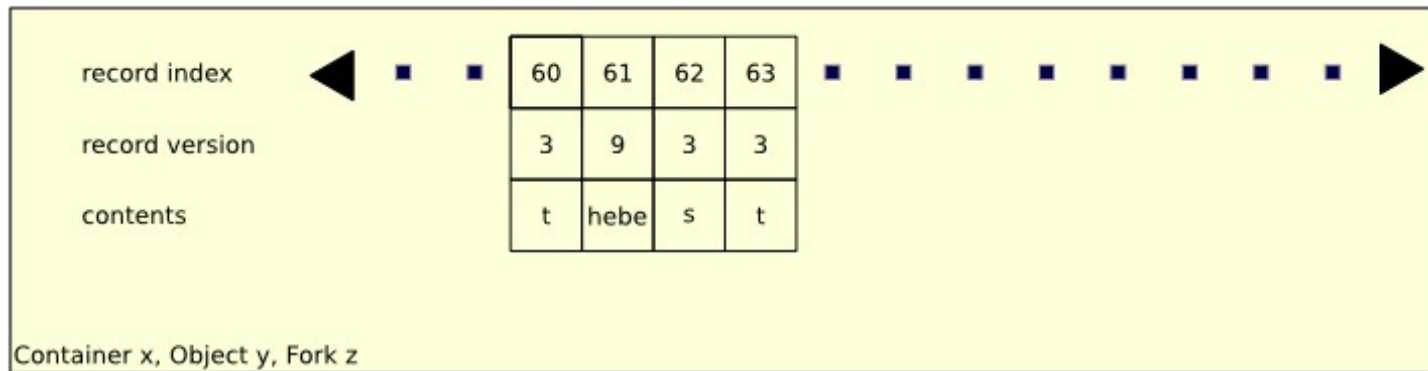 record index 60 61 62 63
record version 3 9 3 3
contents t hebe s t
Container x, Object y, Fork z